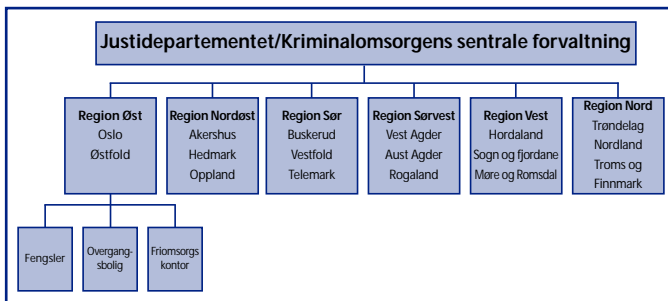 Justidepartementet/Kriminalomsorgens sentrale forvaltning
Region Øst
Oslo
Østfold
Region Nordøst
Akershus
Hedmark
Oppland
Region Sør
Buskerud
Vestfold
Telemark
Region Sørvest
Vest Agder
Aust Agder
Rogaland
Region Vest
Hordaland
Sogn og fjordane
Møre og Romsdal
Region Nord
Trøndelag
Nordland
Troms og
Finnmark
Fengsler
Overgangs-
bolig
Friomsorgs
kontor